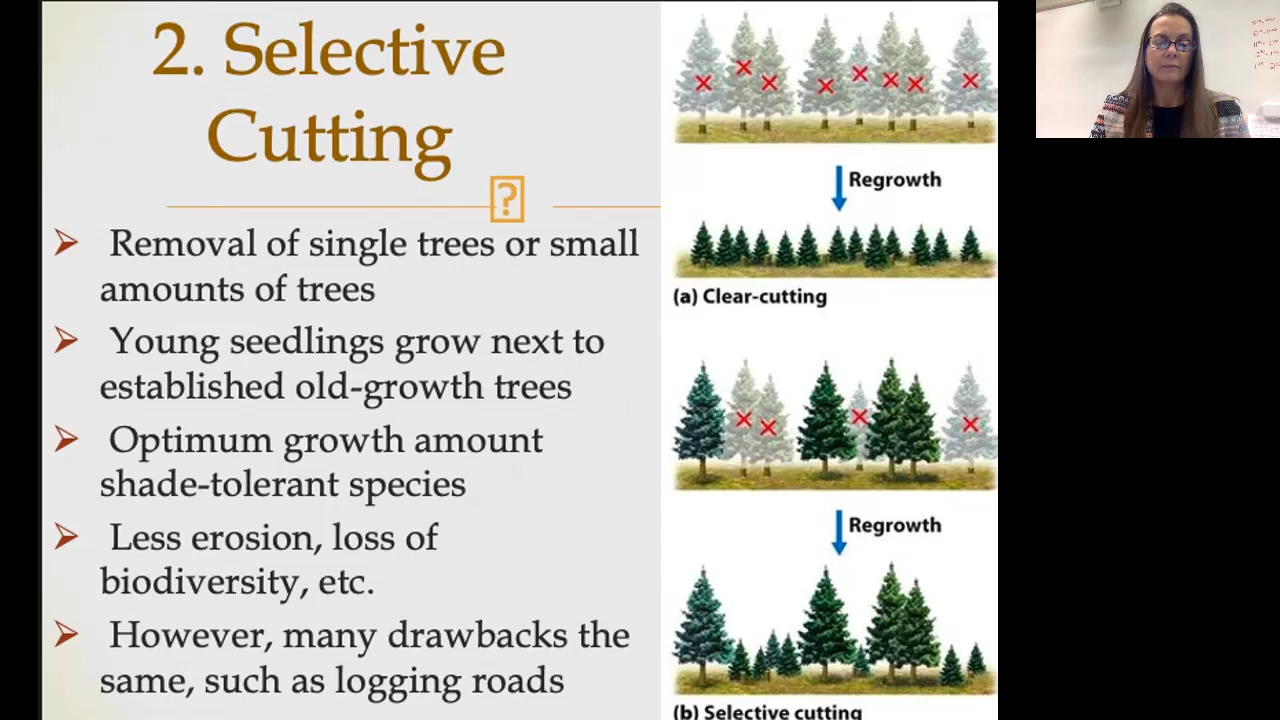 2. Selective
Cutting
➢ Removal of single trees or small
amounts of trees
➢ Young seedlings grow next to
established old-growth trees
➢ Optimum growth amount
shade-tolerant species
➢ Less erosion, loss of
biodiversity, etc.
➢ However, many drawbacks the
same, such as logging roads
Regrowth
(a) Clear-cutting
Regrowth
(b) Selective cutting